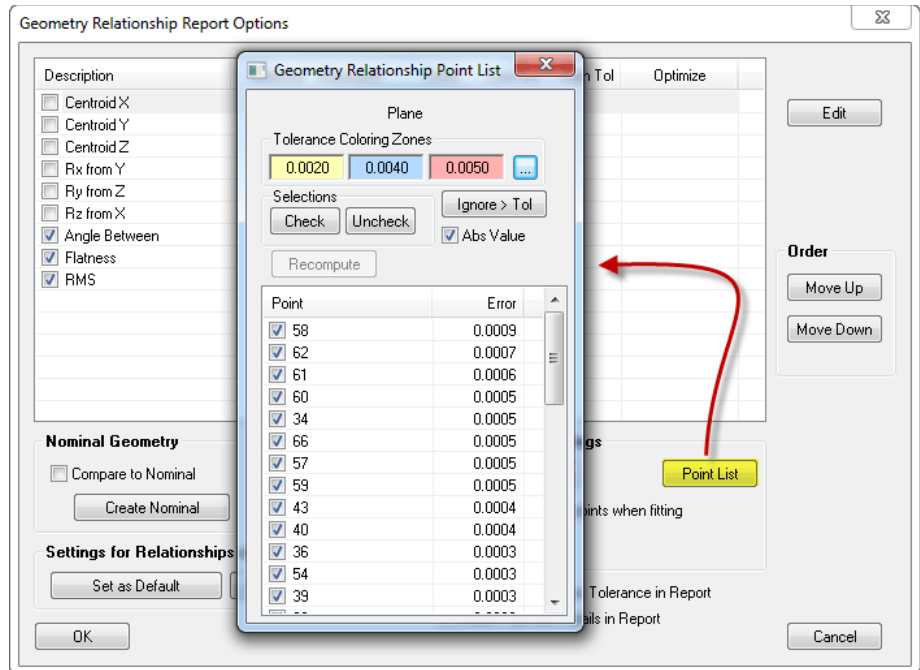 Geometry Relationship Report Options
Description
Tol
Optimize
Centroid X
Centroid Y
Centroid Z
Rx from Y
Ry from Z
Rz from X
Angle Between
Flatness
RMS
Edit
Order
Move Up
Move Down
Nominal Geometry
Compare to Nominal
Create Nominal
Settings for Relationships
Set as Default
OK
Geometry Relationship Point List
Plane
Tolerance Coloring Zones
0.0020 0.0040 0.0050 ...
Selections
Check Uncheck
Ignore > Tol
Abs Value
Recompute
Point Error
58 0.0009
62 0.0007
61 0.0006
60 0.0005
34 0.0005
66 0.0005
57 0.0005
59 0.0005
43 0.0004
40 0.0004
36 0.0003
54 0.0003
39 0.0003
gs
Point List
ints when fitting
Tolerance in Report
ails in Report
Cancel